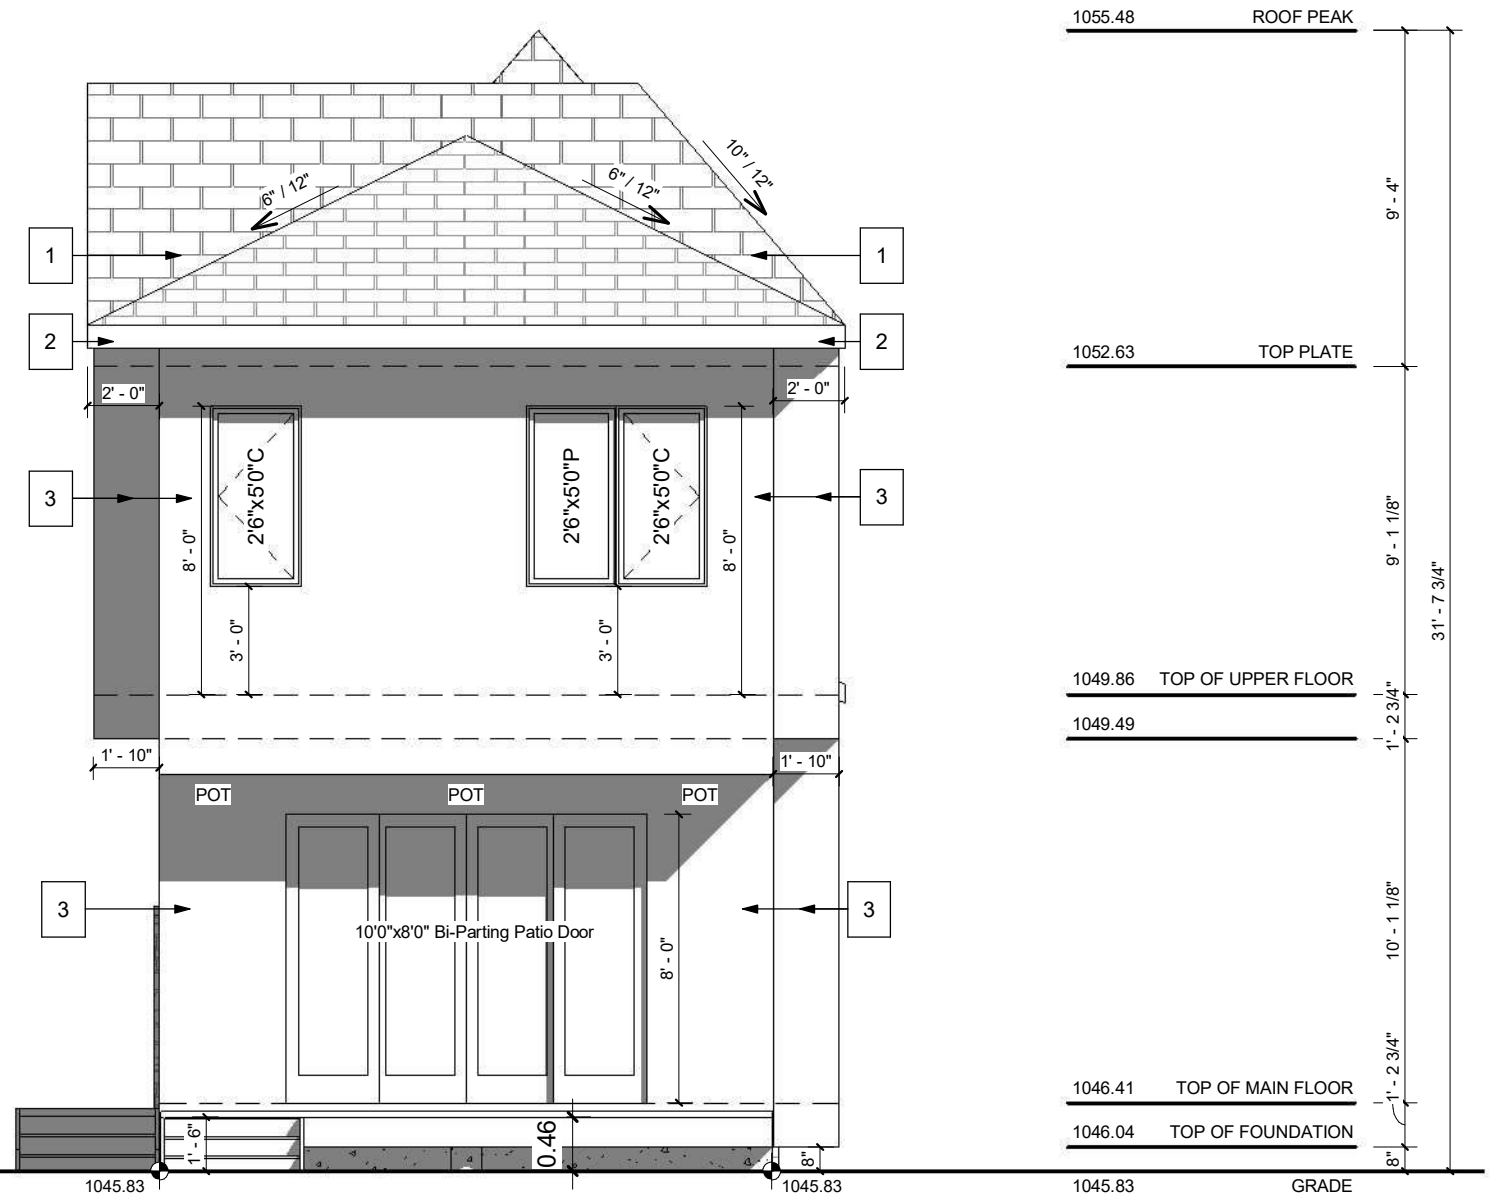 1055.48 ROOF PEAK
10" / 12"
6" / 12"
6" / 12"
9' - 4"
1
1
2
2
1052.63 TOP PLATE
2' - 0"
2' - 0"
3
2'6"x5'0"C
2'6"x5'0"P
2'6"x5'0"C
3
8' - 0"
8' - 0"
9' - 1 1/8"
31' - 7 3/4"
3' - 0"
3' - 0"
1049.86 TOP OF UPPER FLOOR
1' - 2 3/4"
1049.49
1' - 10"
1' - 10"
POT
POT
POT
3
3
10'0"x8'0" Bi-Parting Patio Door
8' - 0"
10' - 1 1/8"
1046.41 TOP OF MAIN FLOOR
1' - 2 3/4"
1046.04 TOP OF FOUNDATION
1' - 6"
0.46
8"
8"
1045.83
1045.83
1045.83 GRADE